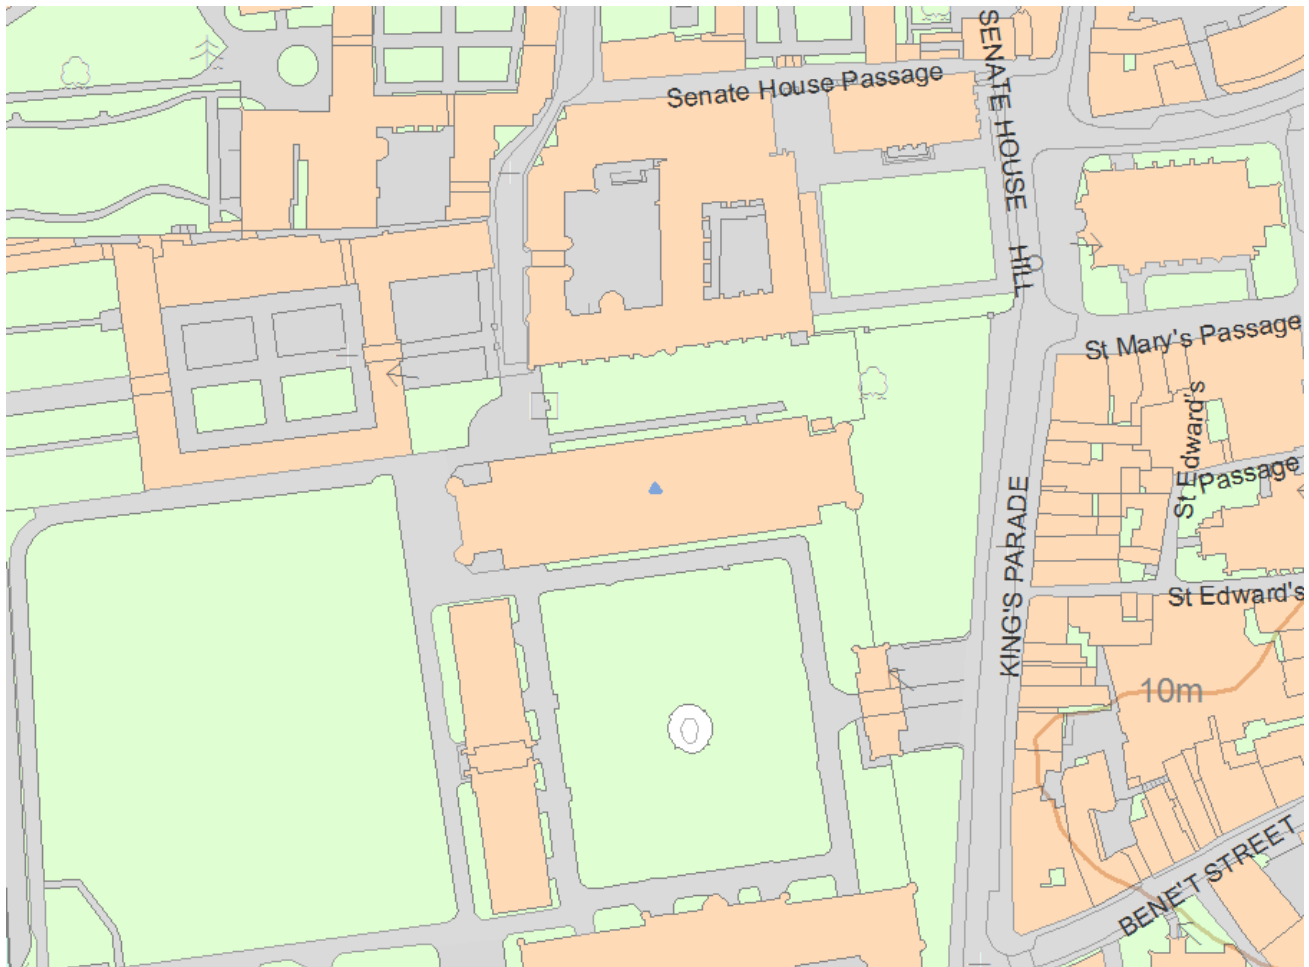 Senate House Passage
SENATE HOUSE HILL
St Mary's Passage
St Edward's
Passage
KING'S PARADE
St Edward's
10m
BENE'T STREET